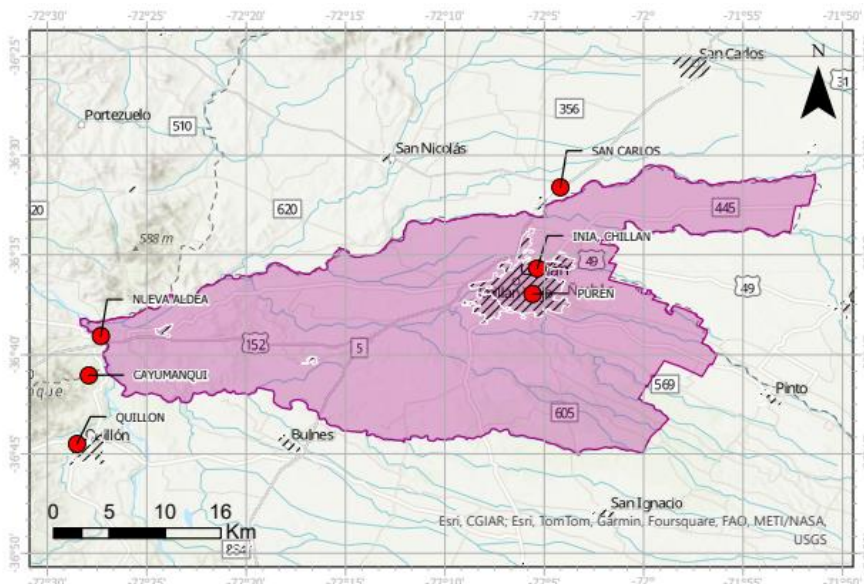 -72°30' -72°25' -72°20' -72°15' -72°10' -72°5' -72° -71°55' -71°50'
-36°25'
San Carlos
N
31
Portezuelo
356
510
-36°30'
San Nicolás
SAN CARLOS
20
620
445
588 m
-36°35'
INIA, CHILLAN
49
NUEVA ALDEA
PUREN
49
152
5
-36°40'
CAYUMANQUI
569
Pinto
605
QUILLON
Bulnes
-36°45'
San Ignacio
0 5 10 16
Km
Esri, CGIAR; Esri, TomTom, Garmin, Foursquare, FAO, METI/NASA,
USGS
-36°50'
-72°30' -72°25' -72°20' -72°15' -72°10' -72°5' -72° -71°55' -71°50'